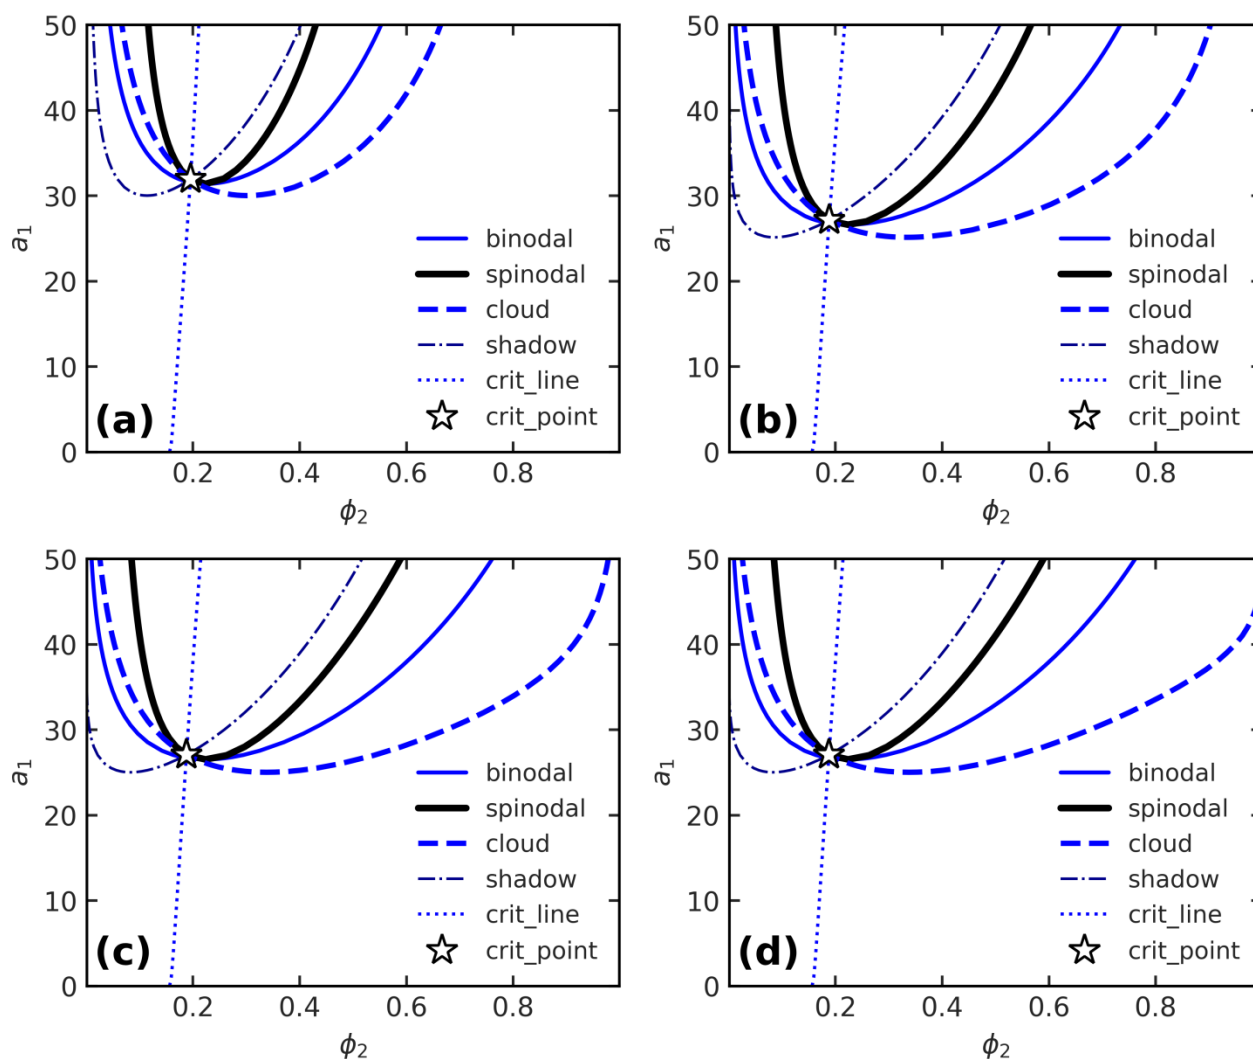 50
40
30
20
10
0
a₁
binodal
spinodal
cloud
shadow
crit_line
crit_point
(a)
0.2 0.4 0.6 0.8
ϕ₂
50
40
30
20
10
0
a₁
binodal
spinodal
cloud
shadow
crit_line
crit_point
(b)
0.2 0.4 0.6 0.8
ϕ₂
50
40
30
20
10
0
a₁
binodal
spinodal
cloud
shadow
crit_line
crit_point
(c)
0.2 0.4 0.6 0.8
ϕ₂
50
40
30
20
10
0
a₁
binodal
spinodal
cloud
shadow
crit_line
crit_point
(d)
0.2 0.4 0.6 0.8
ϕ₂